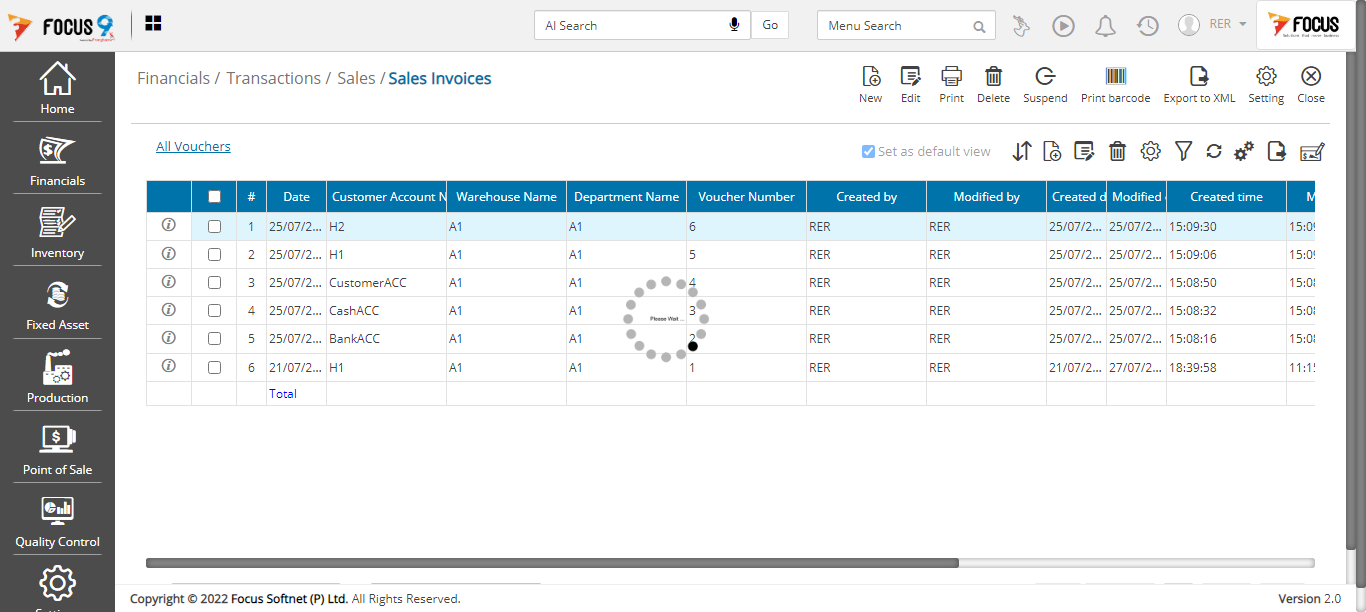 FOCUS 9
AI Search
Go
Menu Search
RER
FOCUS
Home
Financials
Inventory
Fixed Asset
Production
Point of Sale
Quality Control
Financials / Transactions / Sales / Sales Invoices
New Edit Print Delete Suspend Print barcode Export to XML Setting Close
All Vouchers
Set as default view
# Date Customer Account N Warehouse Name Department Name Voucher Number Created by Modified by Created d Modified Created time M
1 25/07/2... H2 A1 A1 6 RER RER 25/07/2... 25/07/2... 15:09:30 15:09
2 25/07/2... H1 A1 A1 5 RER RER 25/07/2... 25/07/2... 15:09:06 15:09
3 25/07/2... CustomerACC A1 A1 4 RER RER 25/07/2... 25/07/2... 15:08:50 15:08
4 25/07/2... CashACC A1 A1 3 RER RER 25/07/2... 25/07/2... 15:08:32 15:08
5 25/07/2... BankACC A1 A1 2 RER RER 25/07/2... 25/07/2... 15:08:16 15:08
6 21/07/2... H1 A1 A1 1 RER RER 21/07/2... 27/07/2... 18:39:58 11:15
Total
Please Wait ...
Copyright © 2022 Focus Softnet (P) Ltd. All Rights Reserved.
Version 2.0